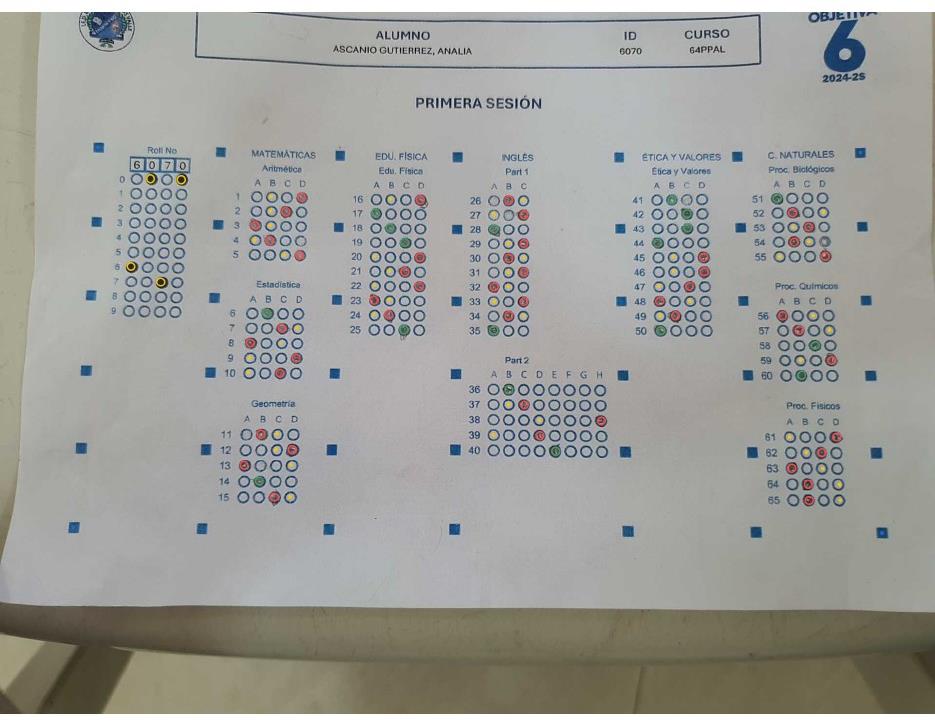 OBJETIVA
6
2024-2S
ALUMNO ID CURSO
ASCANIO GUTIERREZ, ANALIA 6070 64PPAL
PRIMERA SESIÓN
Roll No
6 0 7 0
0
1
2
3
4
5
6
7
8
9
MATEMÁTICAS
Aritmética
A B C D
1
2
3
4
5
Estadística
A B C D
6
7
8
9
10
Geometría
A B C D
11
12
13
14
15
EDU. FÍSICA
Edu. Física
A B C D
16
17
18
19
20
21
22
23
24
25
INGLÉS
Part 1
A B C
26
27
28
29
30
31
32
33
34
35
Part 2
A B C D E F G H
36
37
38
39
40
ÉTICA Y VALORES
Ética y Valores
A B C D
41
42
43
44
45
46
47
48
49
50
C. NATURALES
Proc. Biológicos
A B C D
51
52
53
54
55
Proc. Químicos
A B C D
56
57
58
59
60
Proc. Físicos
A B C D
61
62
63
64
65